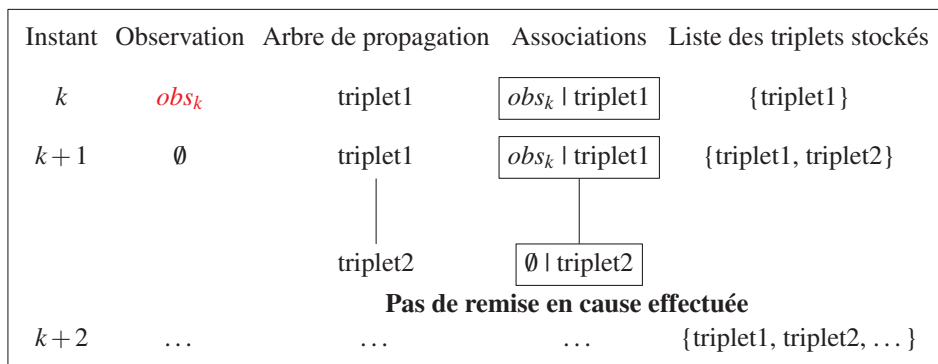 Instant Observation Arbre de propagation Associations Liste des triplets stockés
k obs_k triplet1 obs_k | triplet1 {triplet1}
k + 1 ∅ triplet1 obs_k | triplet1 {triplet1, triplet2}
triplet2 ∅ | triplet2
Pas de remise en cause effectuée
k + 2 ... ... ... {triplet1, triplet2, ... }